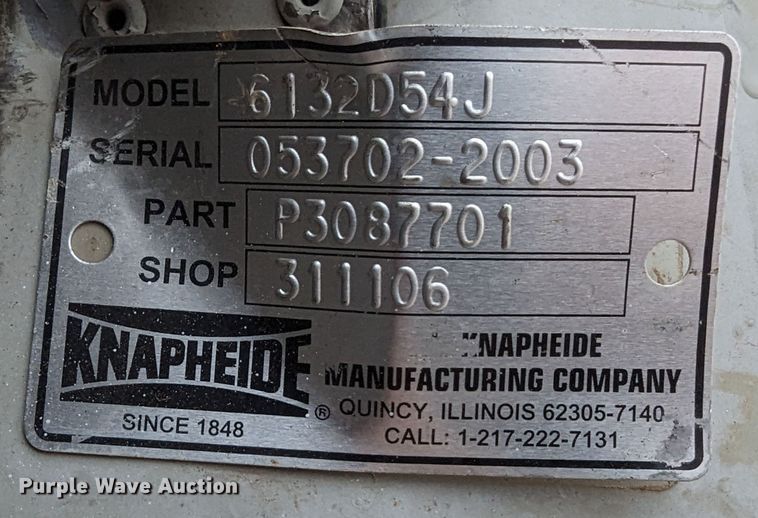 MODEL 6132D54J
SERIAL 053702-2003
PART P3087701
SHOP 311106
KNAPHEIDE
SINCE 1848
KNAPHEIDE
MANUFACTURING COMPANY
® QUINCY, ILLINOIS 62305-7140
CALL: 1-217-222-7131
Purple Wave Auction